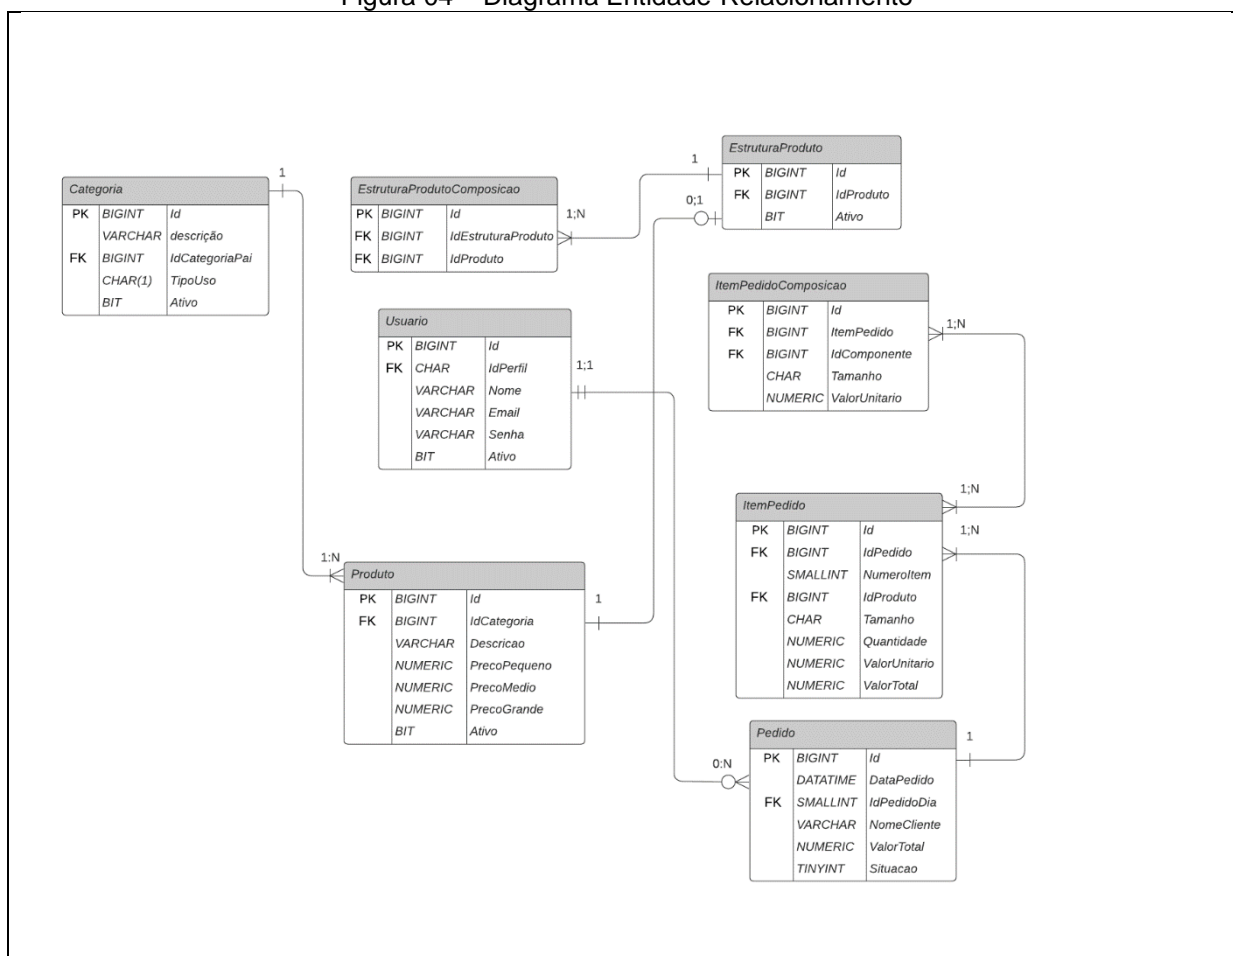 Figura 04 – Diagrama Entidade-Relacionamento
Categoria
PK BIGINT Id
VARCHAR descrição
FK BIGINT IdCategoriaPai
CHAR(1) TipoUso
BIT Ativo
1
EstruturaProdutoComposicao
PK BIGINT Id
FK BIGINT IdEstruturaProduto
FK BIGINT IdProduto
1;N
1
0;1
EstruturaProduto
PK BIGINT Id
FK BIGINT IdProduto
BIT Ativo
ItemPedidoComposicao
PK BIGINT Id
FK BIGINT ItemPedido
FK BIGINT IdComponente
CHAR Tamanho
NUMERIC ValorUnitario
1;N
Usuario
PK BIGINT Id
FK CHAR IdPerfil
VARCHAR Nome
VARCHAR Email
VARCHAR Senha
BIT Ativo
1;1
ItemPedido
PK BIGINT Id
FK BIGINT IdPedido
SMALLINT NumeroItem
FK BIGINT IdProduto
CHAR Tamanho
NUMERIC Quantidade
NUMERIC ValorUnitario
NUMERIC ValorTotal
1;N
1;N
1:N
Produto
PK BIGINT Id
FK BIGINT IdCategoria
VARCHAR Descricao
NUMERIC PrecoPequeno
NUMERIC PrecoMedio
NUMERIC PrecoGrande
BIT Ativo
1
0:N
Pedido
PK BIGINT Id
DATATIME DataPedido
FK SMALLINT IdPedidoDia
VARCHAR NomeCliente
NUMERIC ValorTotal
TINYINT Situacao
1